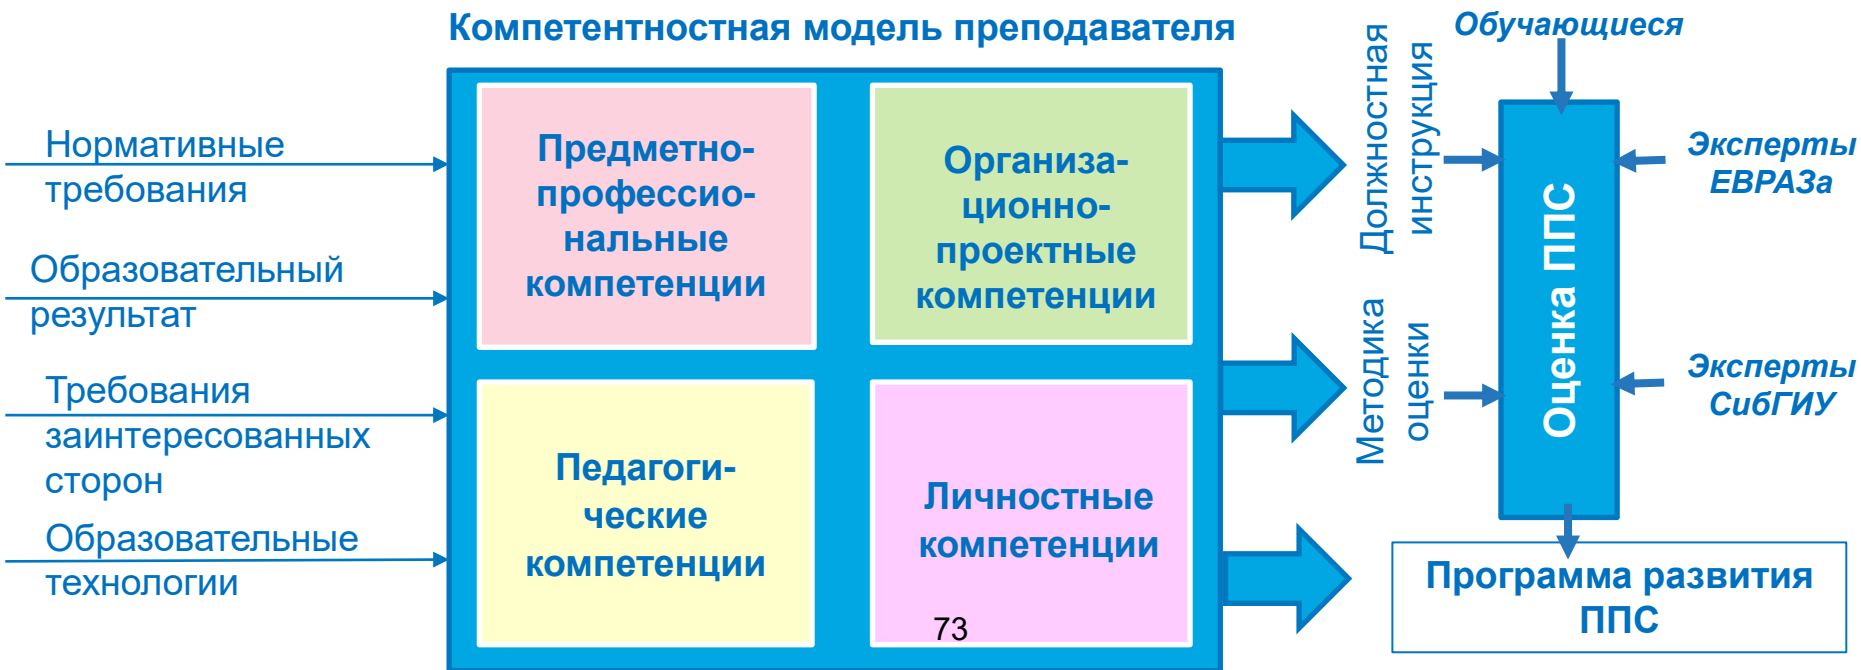 Компетентностная модель преподавателя
Нормативные
требования
Образовательный
результат
Требования
заинтересованных
сторон
Образовательные
технологии
Предметно-
профессио-
нальные
компетенции
Организа-
ционно-
проектные
компетенции
Педагоги-
ческие
компетенции
Личностные
компетенции
73
Должностная
инструкция
Методика
оценки
Обучающиеся
Оценка ППС
Эксперты
ЕВРАЗа
Эксперты
СибГИУ
Программа развития
ППС